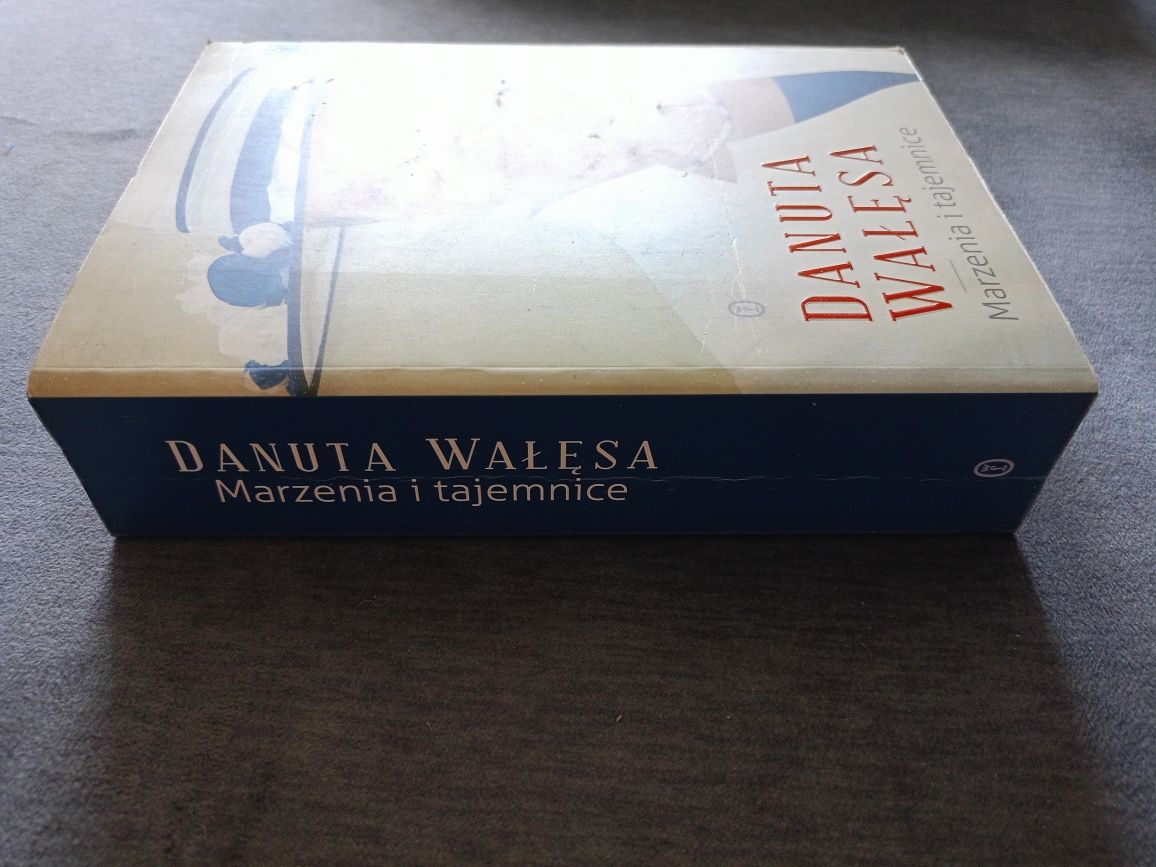 DANUTA
WAŁĘSA
Marzenia i tajemnice
DANUTA WAŁĘSA
Marzenia i tajemnice